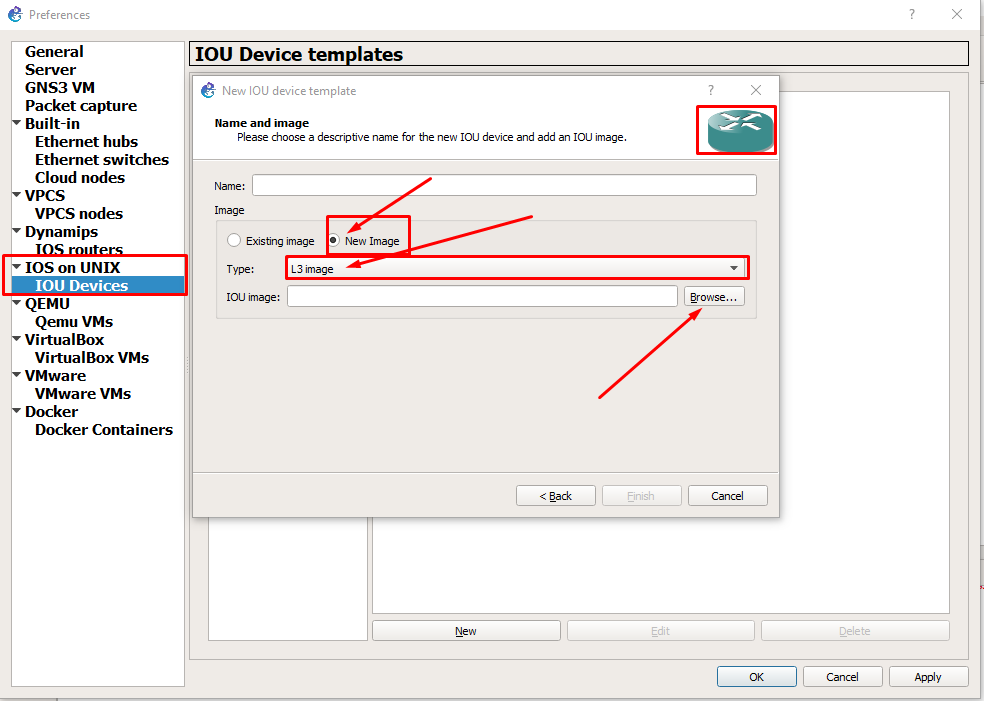 Preferences
?
General
Server
GNS3 VM
Packet capture
Built-in
Ethernet hubs
Ethernet switches
Cloud nodes
VPCS
VPCS nodes
Dynamips
IOS routers
IOS on UNIX
IOU Devices
QEMU
Qemu VMs
VirtualBox
VirtualBox VMs
VMware
VMware VMs
Docker
Docker Containers
IOU Device templates
New IOU device template
?
Name and image
Please choose a descriptive name for the new IOU device and add an IOU image.
Name:
Image
Existing image New Image
Type: L3 image
IOU image: Browse...
< Back Finish Cancel
New Edit Delete
OK Cancel Apply